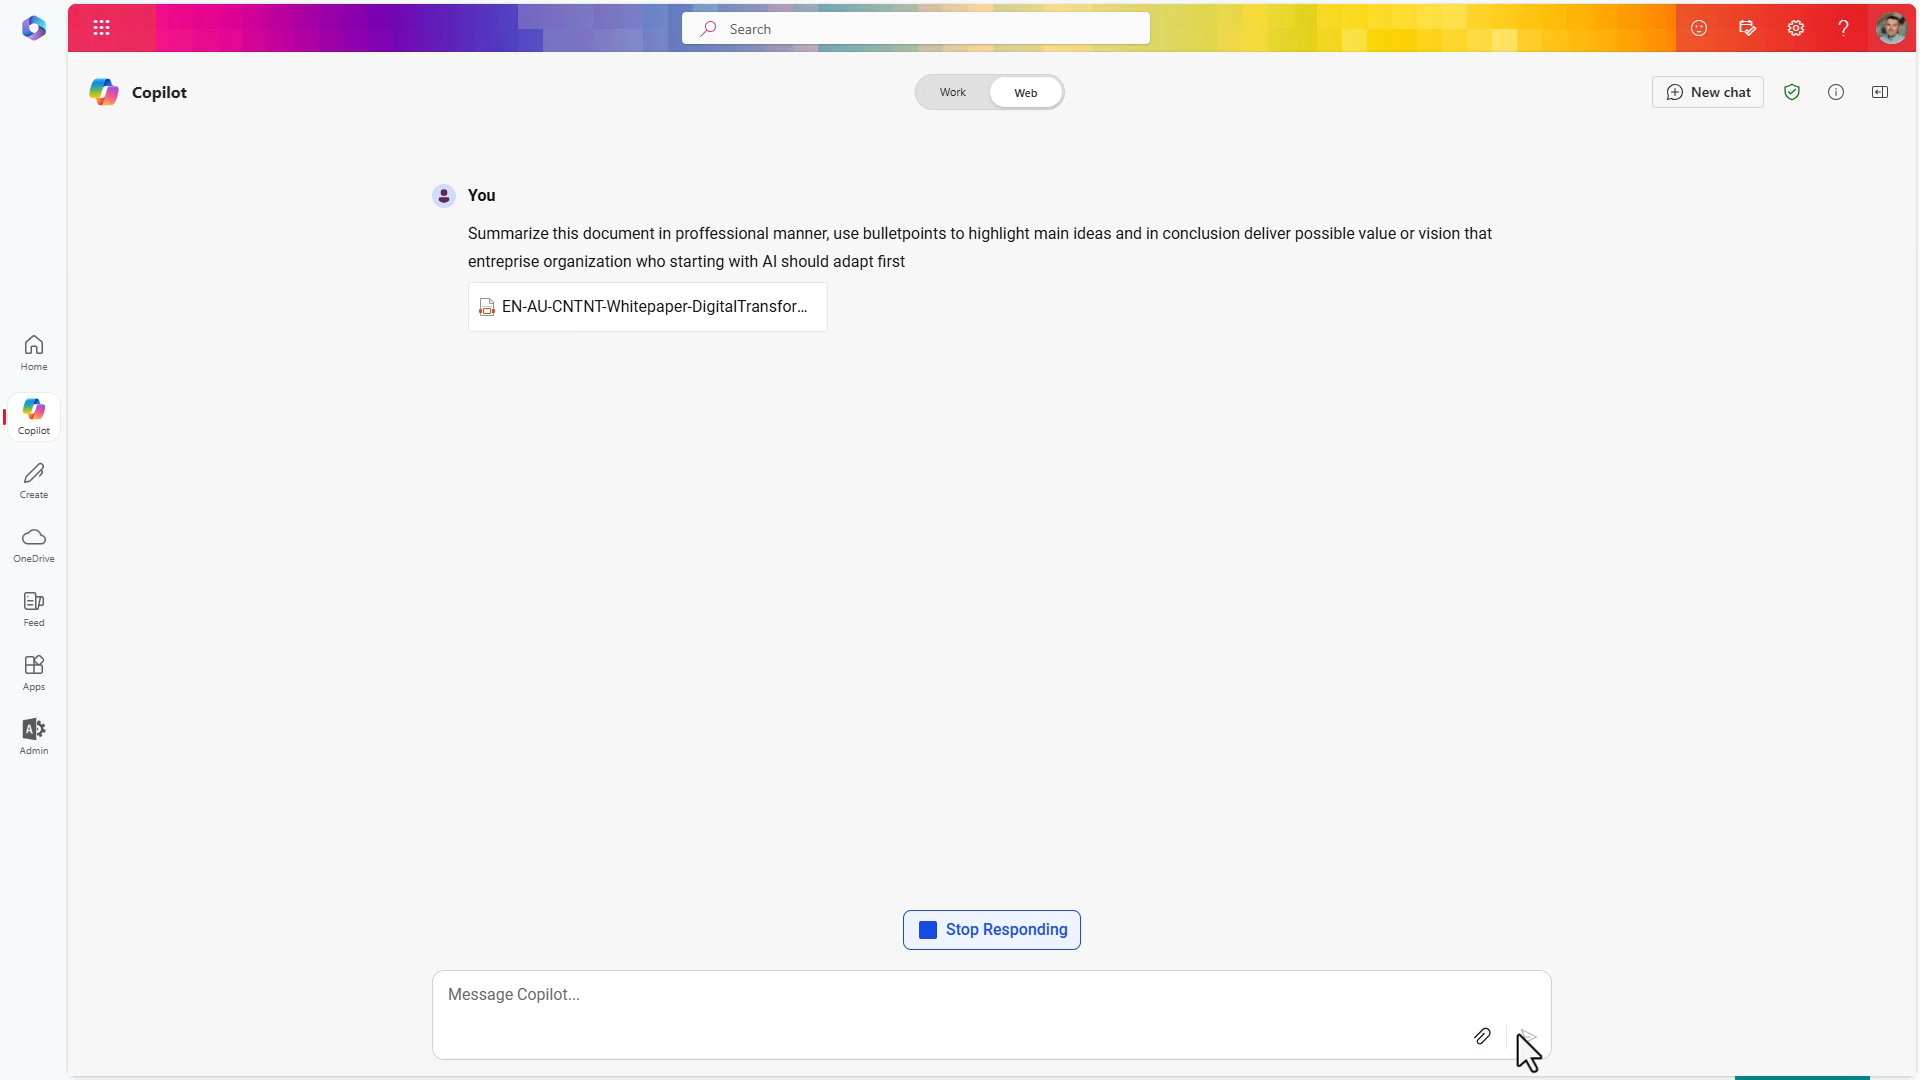 Search
Copilot
Work
Web
New chat
You
Summarize this document in proffessional manner, use bulletpoints to highlight main ideas and in conclusion deliver possible value or vision that
entreprise organization who starting with AI should adapt first
EN-AU-CNTNT-Whitepaper-DigitalTransfor...
Home
Copilot
Create
OneDrive
Feed
Apps
Admin
Stop Responding
Message Copilot...